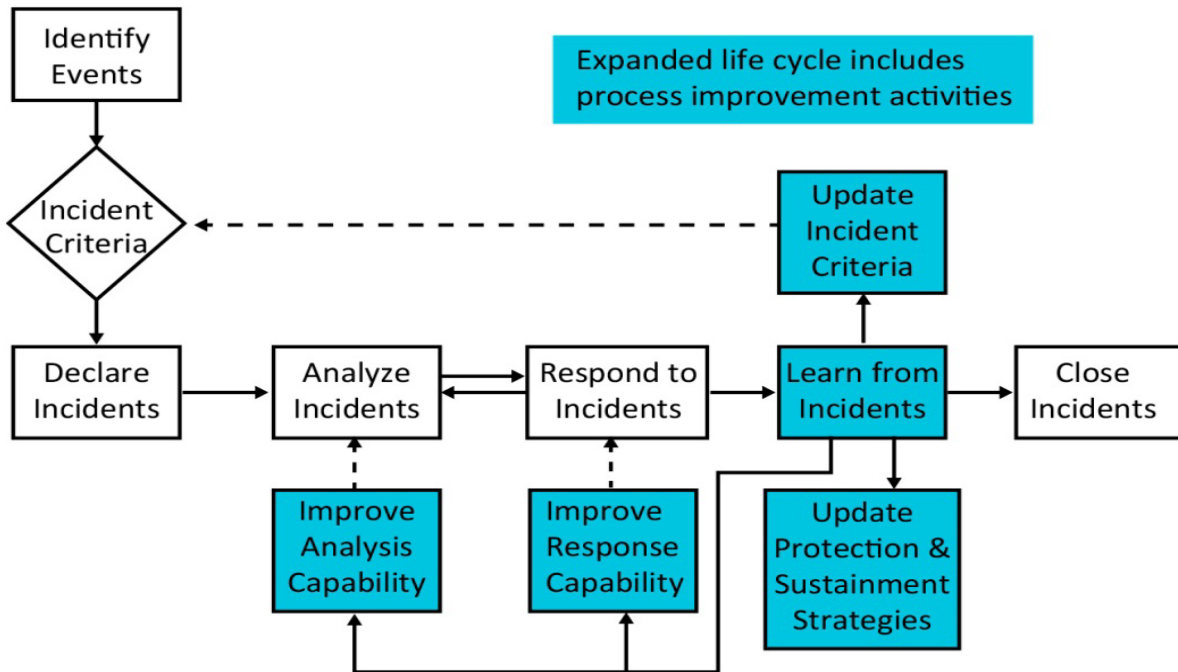 Identify
Events
Expanded life cycle includes
process improvement activities
Incident
Criteria
Update
Incident
Criteria
Declare
Incidents
Analyze
Incidents
Respond to
Incidents
Learn from
Incidents
Close
Incidents
Improve
Analysis
Capability
Improve
Response
Capability
Update
Protection &
Sustainment
Strategies